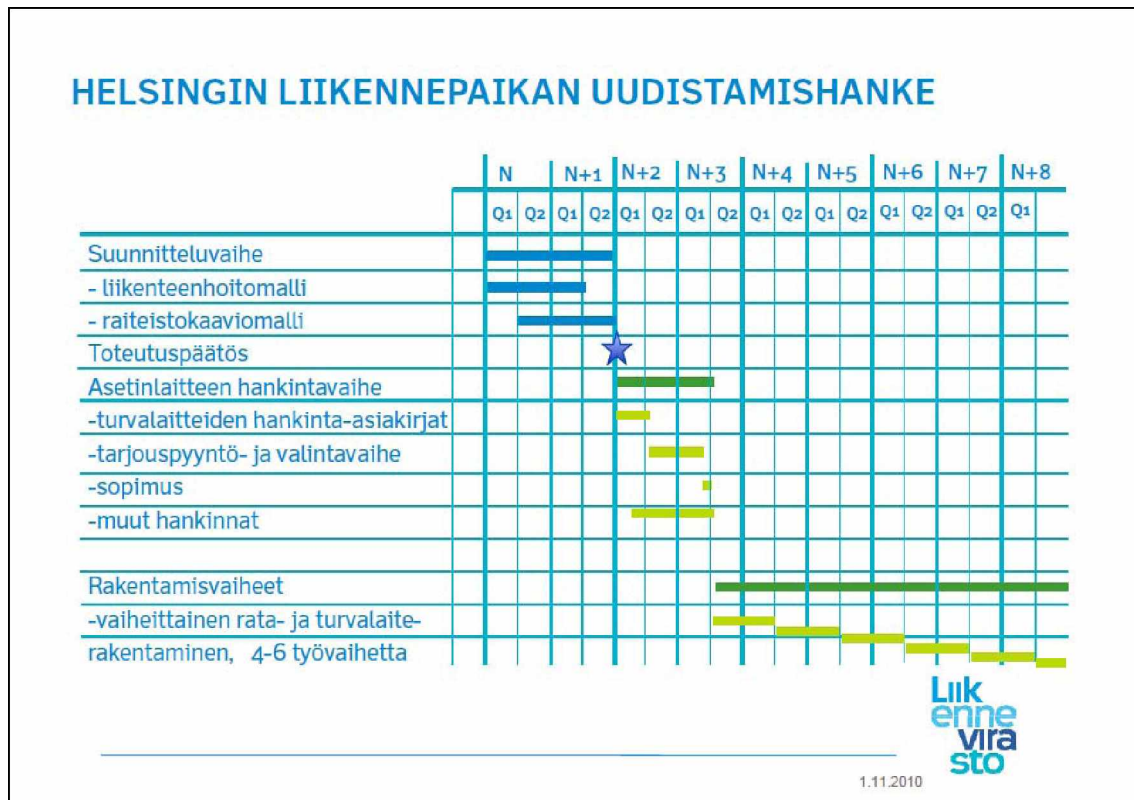 HELSINGIN LIIKENNEPAIKAN UUDISTAMISHANKE
N N+1 N+2 N+3 N+4 N+5 N+6 N+7 N+8
Q1 Q2 Q1 Q2 Q1 Q2 Q1 Q2 Q1 Q2 Q1 Q2 Q1 Q2 Q1 Q2 Q1
Suunnitteluvaihe
- liikenteenhoitomalli
- raiteistokaaviomalli
Toteutuspäätös
Asetinlaitteen hankintavaihe
-turvalaitteiden hankinta-asiakirjat
-tarjouspyyntö- ja valintavaihe
-sopimus
-muut hankinnat
Rakentamisvaiheet
-vaiheittainen rata- ja turvalaite-
rakentaminen, 4-6 työvaihetta
Liik
enne
vira
sto
1.11.2010